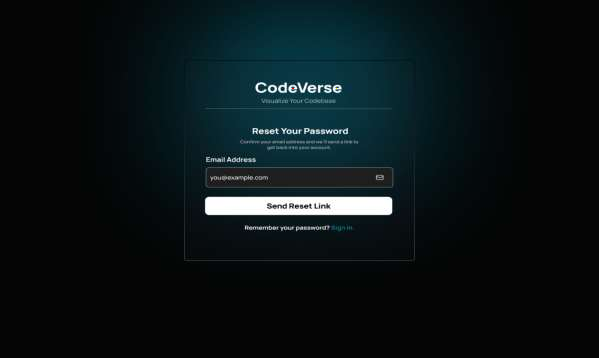 CodeVerse
Visualize Your Codebase
Reset Your Password
Confirm your email address and we'll send a link to
get back into your account.
Email Address
you@example.com
Send Reset Link
Remember your password? Sign in.